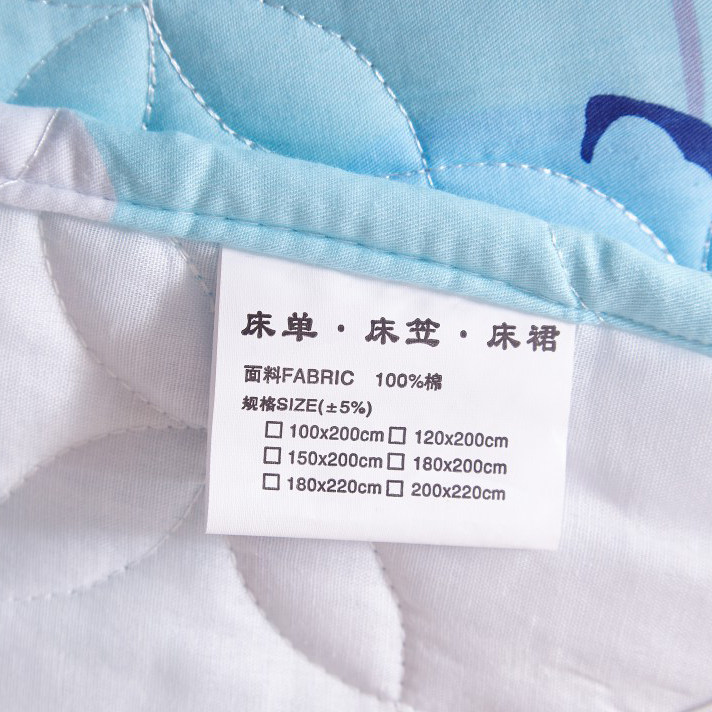 床单·床笠·床裙
面料FABRIC 100%棉
规格SIZE(±5%)
☐ 100x200cm ☐ 120x200cm
☐ 150x200cm ☐ 180x200cm
☐ 180x220cm ☐ 200x220cm